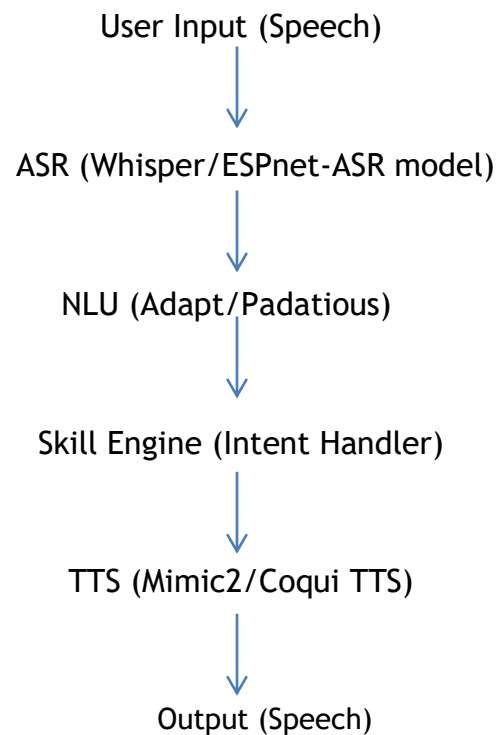 User Input (Speech)
ASR (Whisper/ESPnet-ASR model)
NLU (Adapt/Padatious)
Skill Engine (Intent Handler)
TTS (Mimic2/Coqui TTS)
Output (Speech)